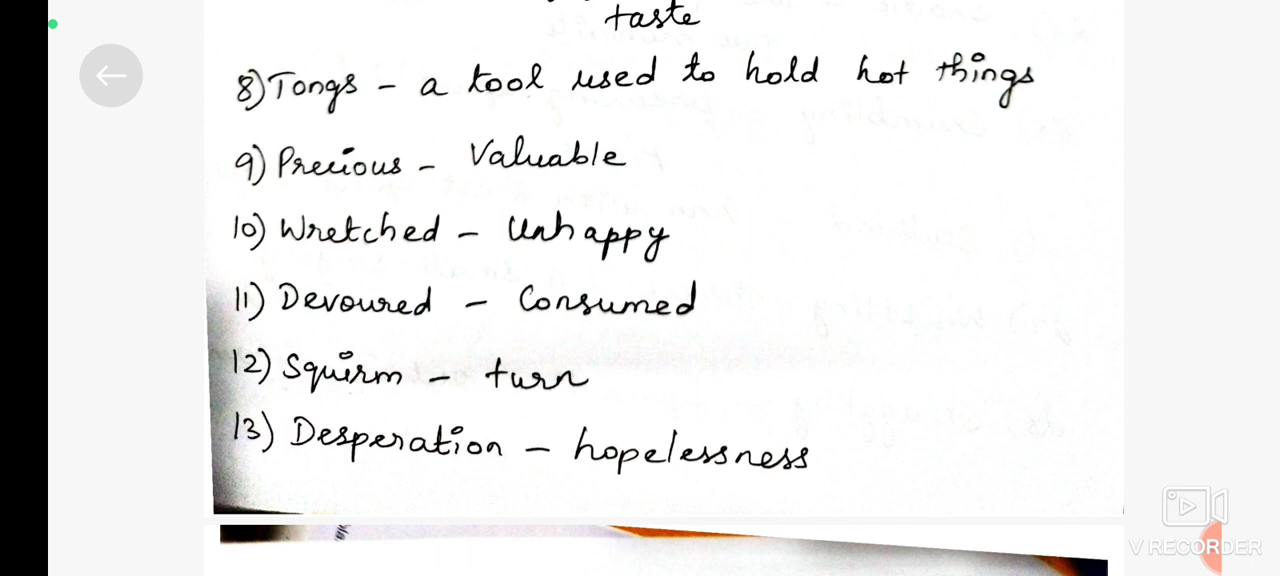 taste
8) Tongs - a tool used to hold hot things
9) Precious - Valuable
10) Wretched - Unhappy
11) Devoured - Consumed
12) Squirm - turn
13) Desperation - hopelessness
V RECORDER